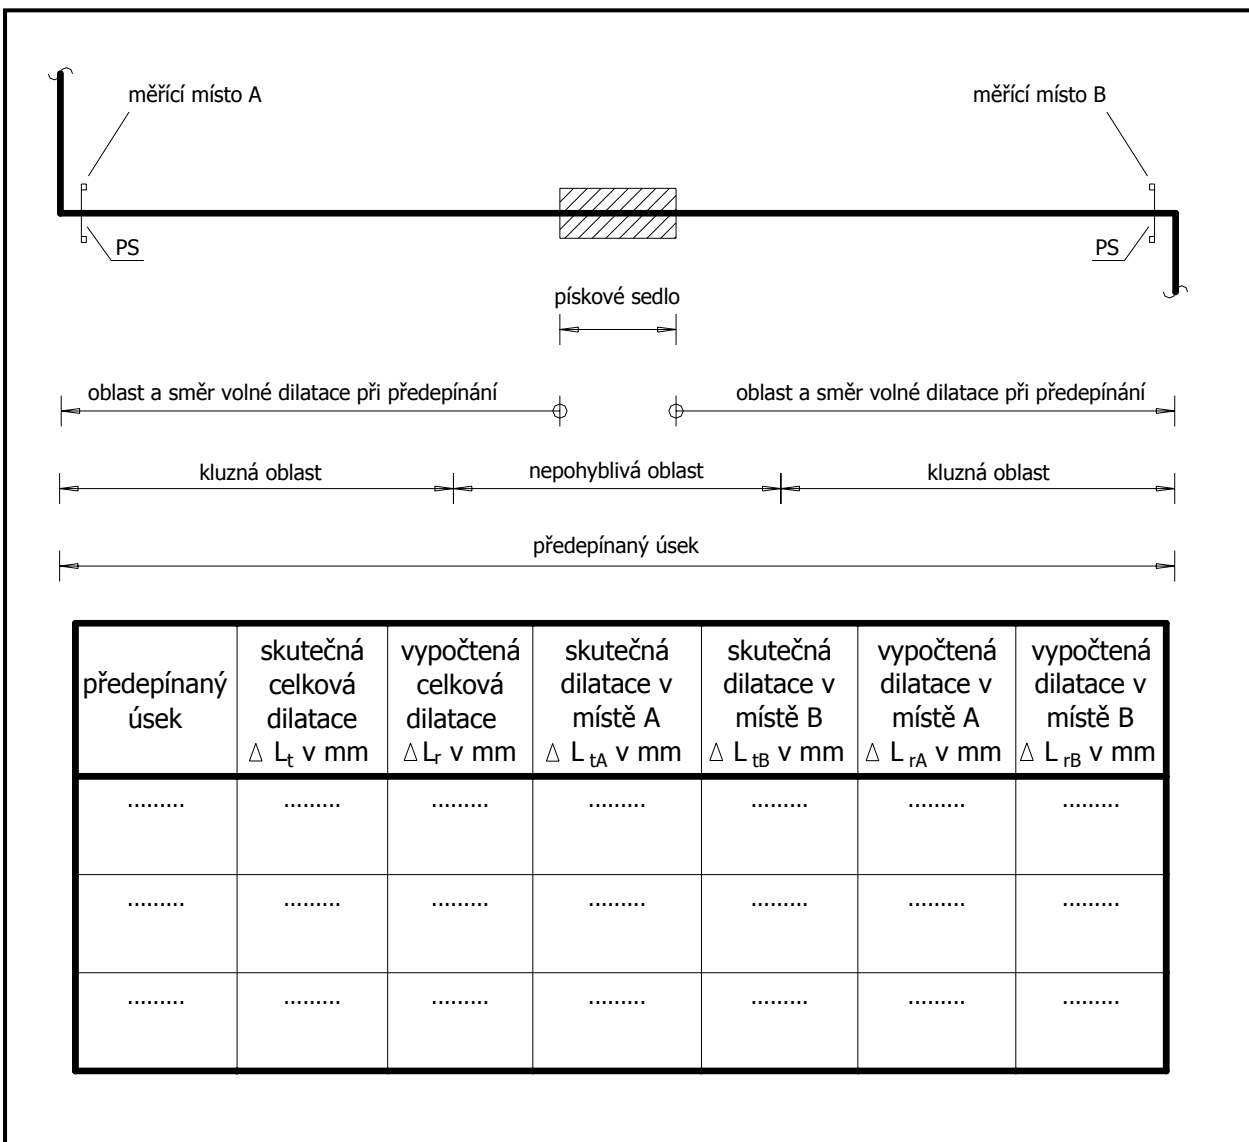 měřící místo A
měřící místo B
PS
PS
pískové sedlo
oblast a směr volné dilatace při předepínání
oblast a směr volné dilatace při předepínání
kluzná oblast
nepohyblivá oblast
kluzná oblast
předepínaný úsek
předepínaný
úsek
skutečná
celková
dilatace
Δ Lt v mm
vypočtená
celková
dilatace
Δ Lr v mm
skutečná
dilatace v
místě A
Δ L tA v mm
skutečná
dilatace v
místě B
Δ L tB v mm
vypočtená
dilatace v
místě A
Δ L rA v mm
vypočtená
dilatace v
místě B
Δ L rB v mm
......... ......... ......... ......... ......... ......... .........
......... ......... ......... ......... ......... ......... .........
......... ......... ......... ......... ......... ......... .........